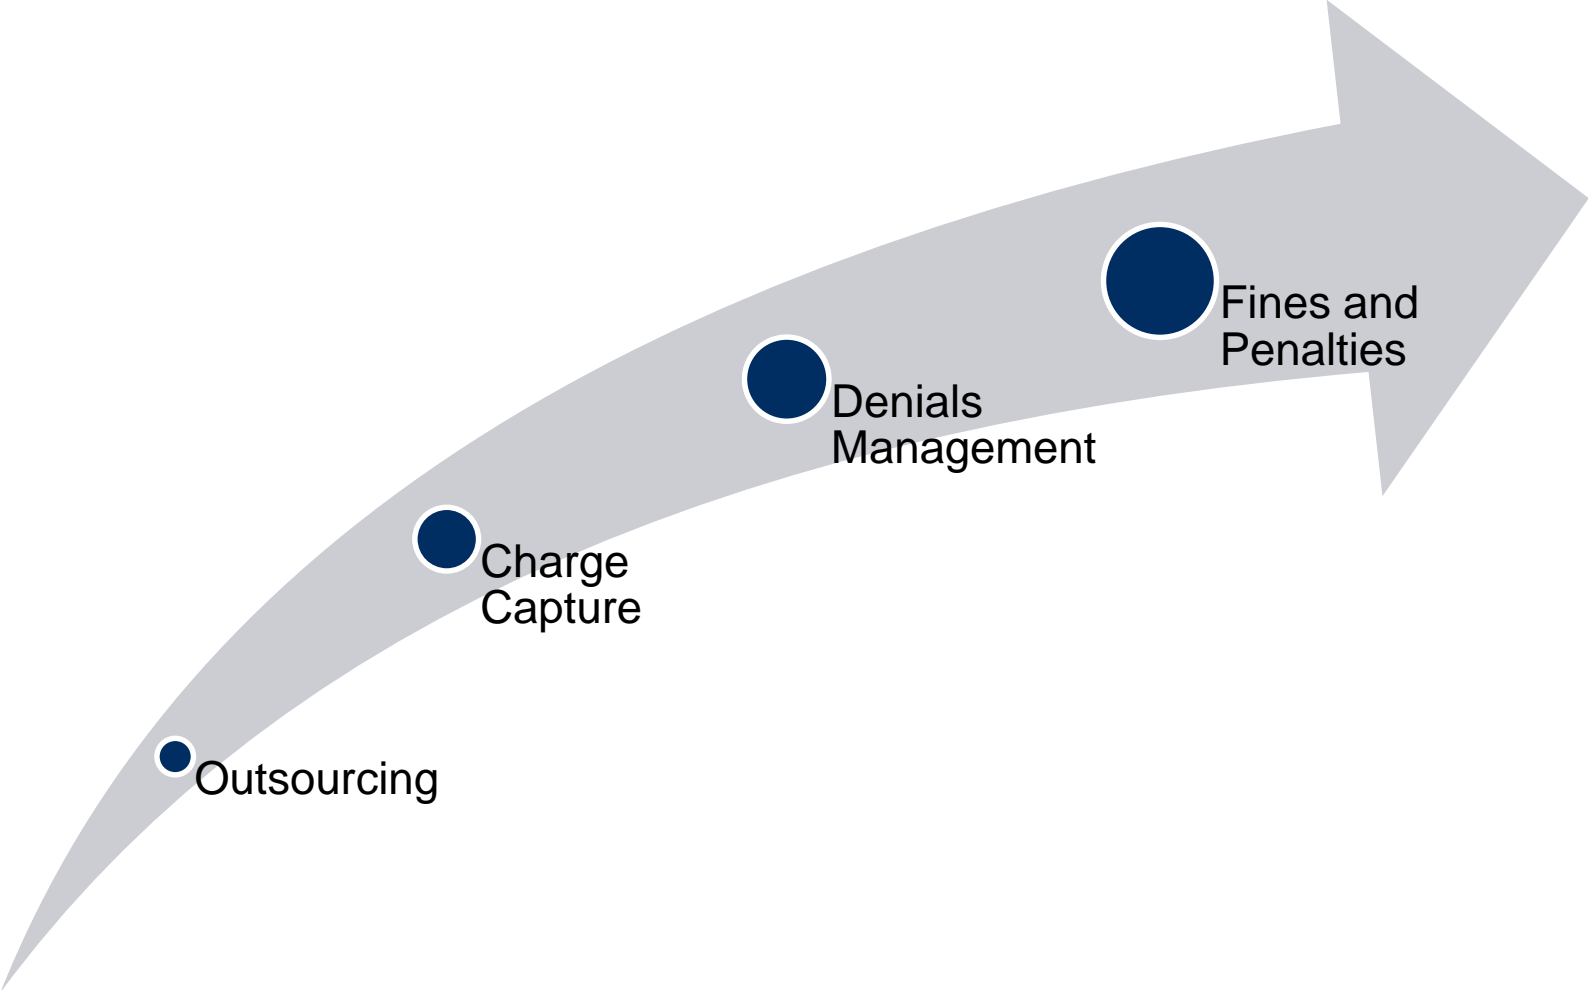 Fines and
Penalties
Denials
Management
Charge
Capture
Outsourcing